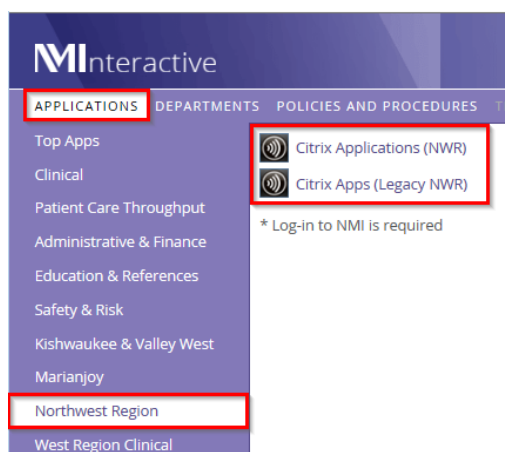 NMInteractive
APPLICATIONS DEPARTMENTS POLICIES AND PROCEDURES T
Top Apps
Clinical
Patient Care Throughput
Administrative & Finance
Education & References
Safety & Risk
Kishwaukee & Valley West
Marianjoy
Northwest Region
West Region Clinical
Citrix Applications (NWR)
Citrix Apps (Legacy NWR)
* Log-in to NMI is required